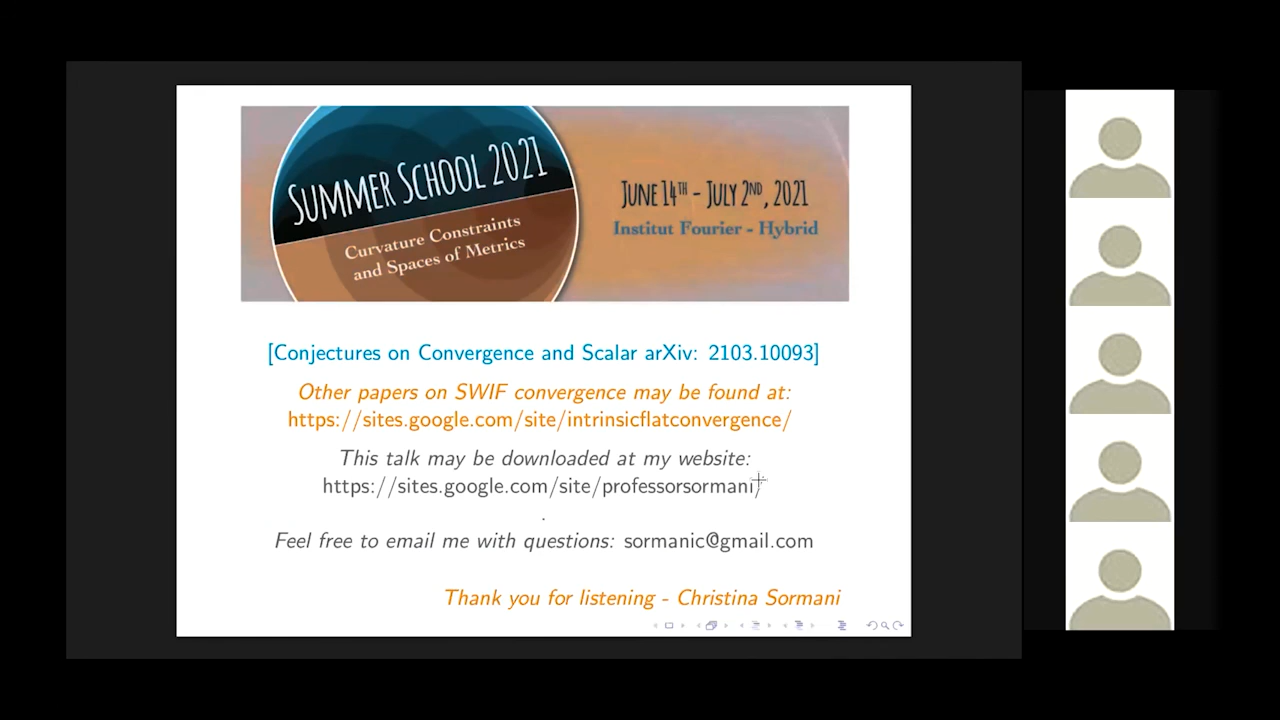 SUMMER SCHOOL 2021
Curvature Constraints
and Spaces of Metrics
JUNE 14TH - JULY 2ND, 2021
Institut Fourier - Hybrid
[Conjectures on Convergence and Scalar arXiv: 2103.10093]
Other papers on SWIF convergence may be found at:
https://sites.google.com/site/intrinsicflatconvergence/
This talk may be downloaded at my website:
https://sites.google.com/site/professorsormani/
.
Feel free to email me with questions: sormanic@gmail.com
Thank you for listening - Christina Sormani